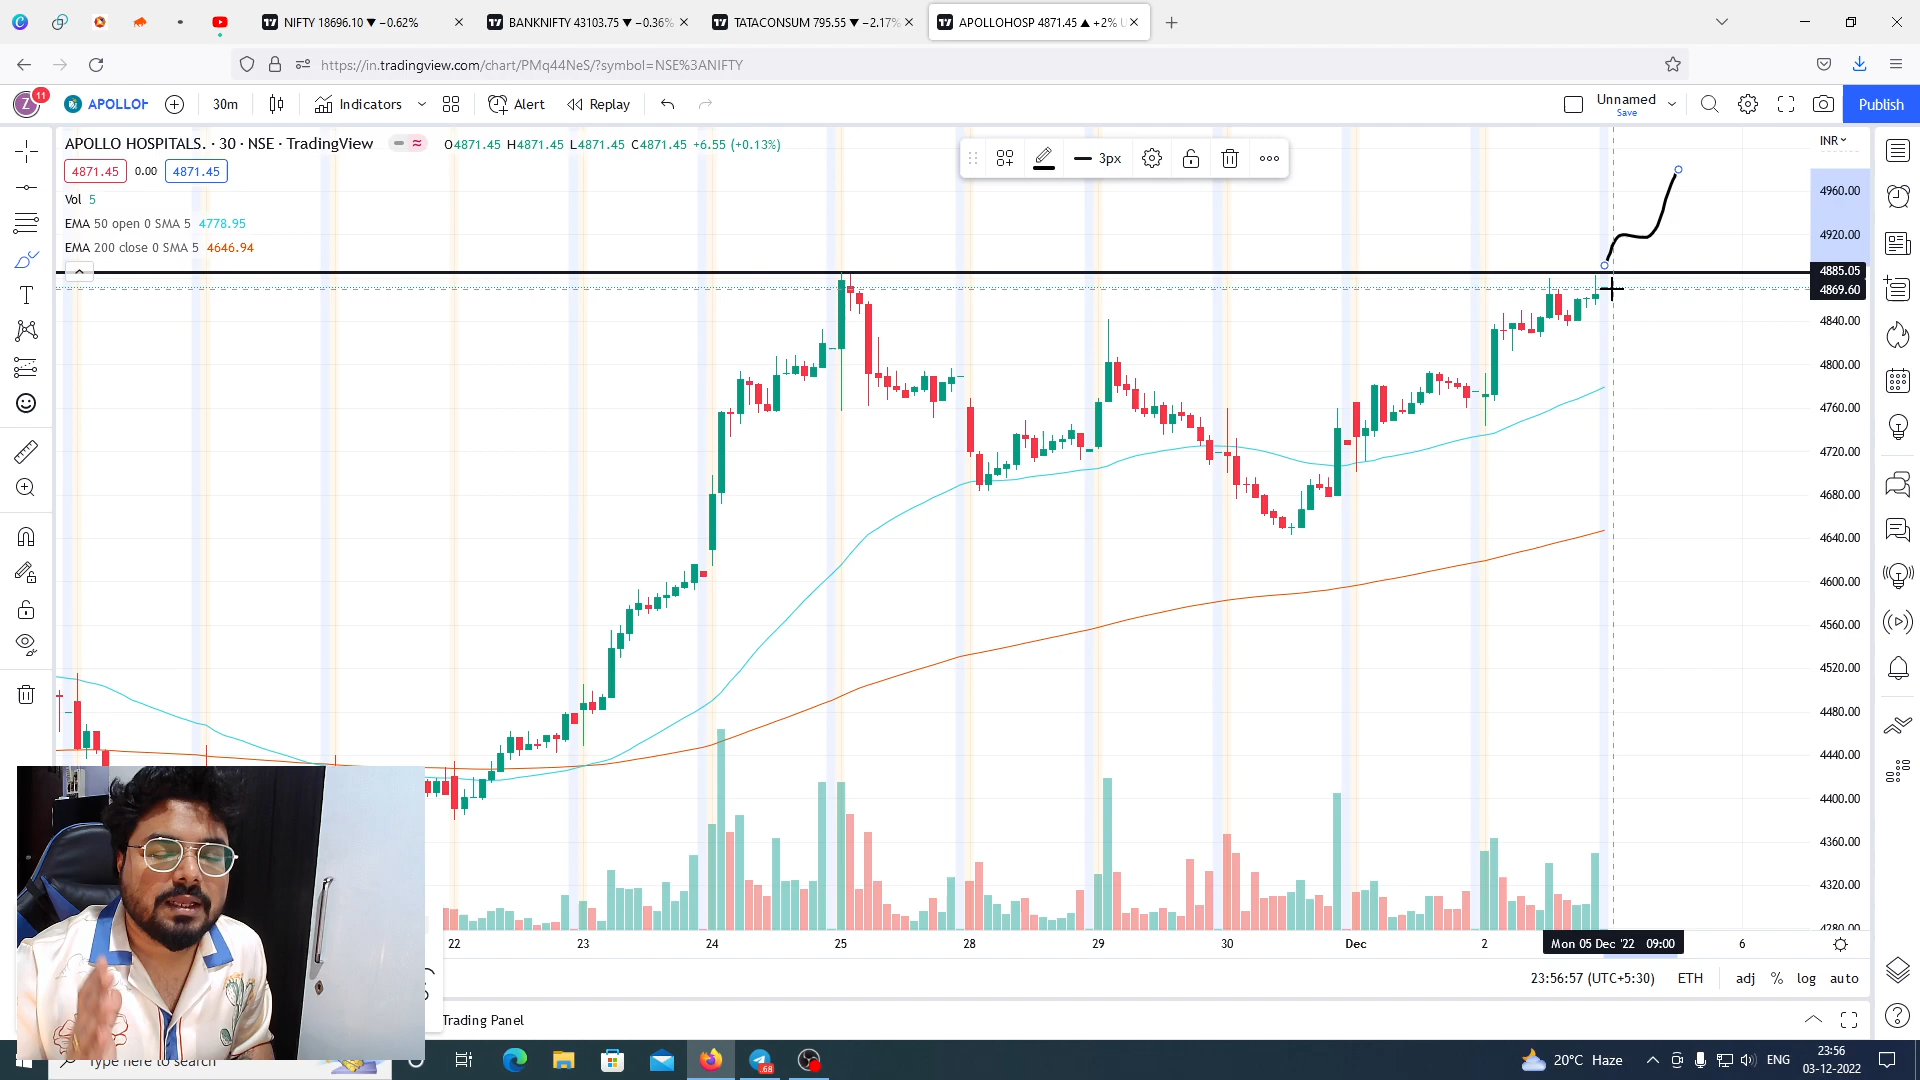 NIFTY 18696.10 ▼ −0.62%
BANKNIFTY 43103.75 ▼ −0.36%
TATACONSUM 795.55 ▼ −2.17%
APOLLOHOSP 4871.45 ▲ +2% U
https://in.tradingview.com/chart/PMq44NeS/?symbol=NSE%3ANIFTY
Z
11
APOLLOH
30m
Indicators
Alert
Replay
Unnamed
Save
Publish
APOLLO HOSPITALS. · 30 · NSE · TradingView
O4871.45 H4871.45 L4871.45 C4871.45 +6.55 (+0.13%)
4871.45
0.00
4871.45
Vol 5
EMA 50 open 0 SMA 5 4778.95
EMA 200 close 0 SMA 5 4646.94
3px
INR
4960.00
4920.00
4885.05
4869.60
4840.00
4800.00
4760.00
4720.00
4680.00
4640.00
4600.00
4560.00
4520.00
4480.00
4440.00
4400.00
4360.00
4320.00
4280.00
22
23
24
25
28
29
30
Dec
2
Mon 05 Dec '22 09:00
6
23:56:57 (UTC+5:30)
ETH
adj
%
log
auto
Trading Panel
Type here to search
.68
20°C Haze
ENG
23:56
03-12-2022